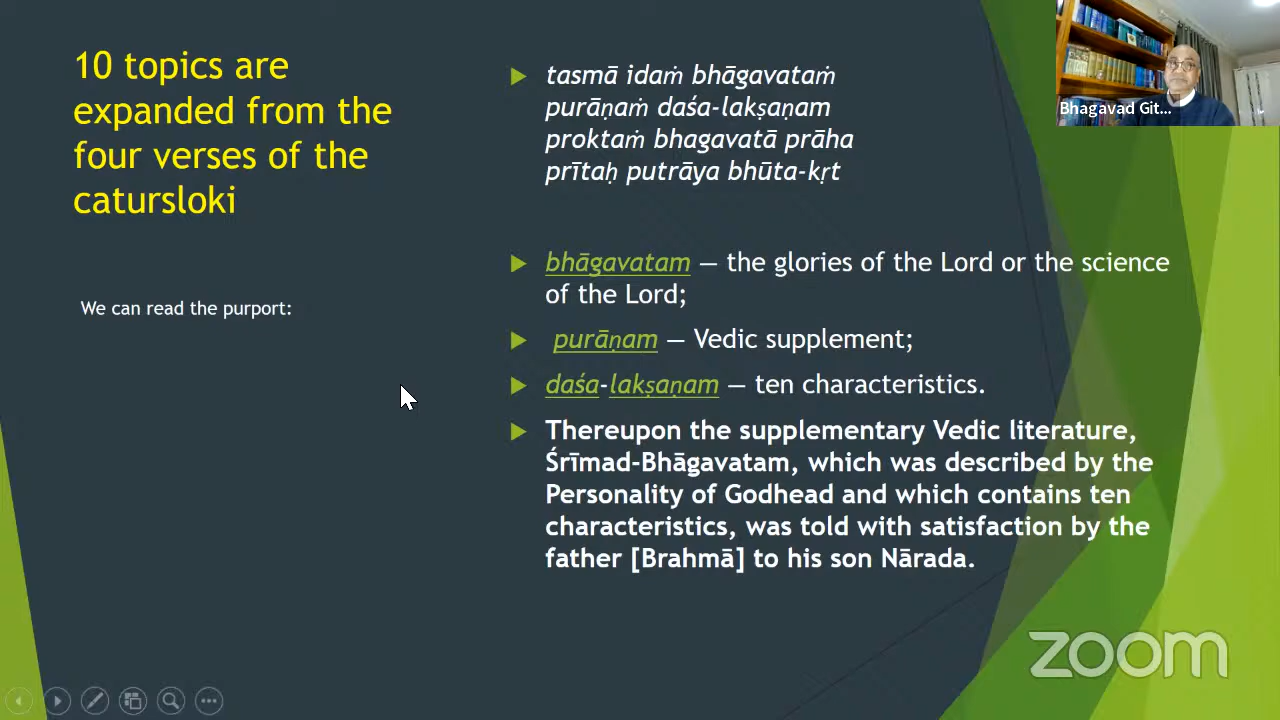 10 topics are
expanded from the
four verses of the
catursloki
We can read the purport:
tasmā idaṁ bhāgavataṁ
purāṇaṁ daśa-lakṣaṇam
proktaṁ bhagavatā prāha
prītaḥ putrāya bhūta-kṛt
bhāgavatam — the glories of the Lord or the science
of the Lord;
purāṇam — Vedic supplement;
daśa-lakṣaṇam — ten characteristics.
Thereupon the supplementary Vedic literature,
Śrīmad-Bhāgavatam, which was described by the
Personality of Godhead and which contains ten
characteristics, was told with satisfaction by the
father [Brahmā] to his son Nārada.
Bhagavad Git...
zoom